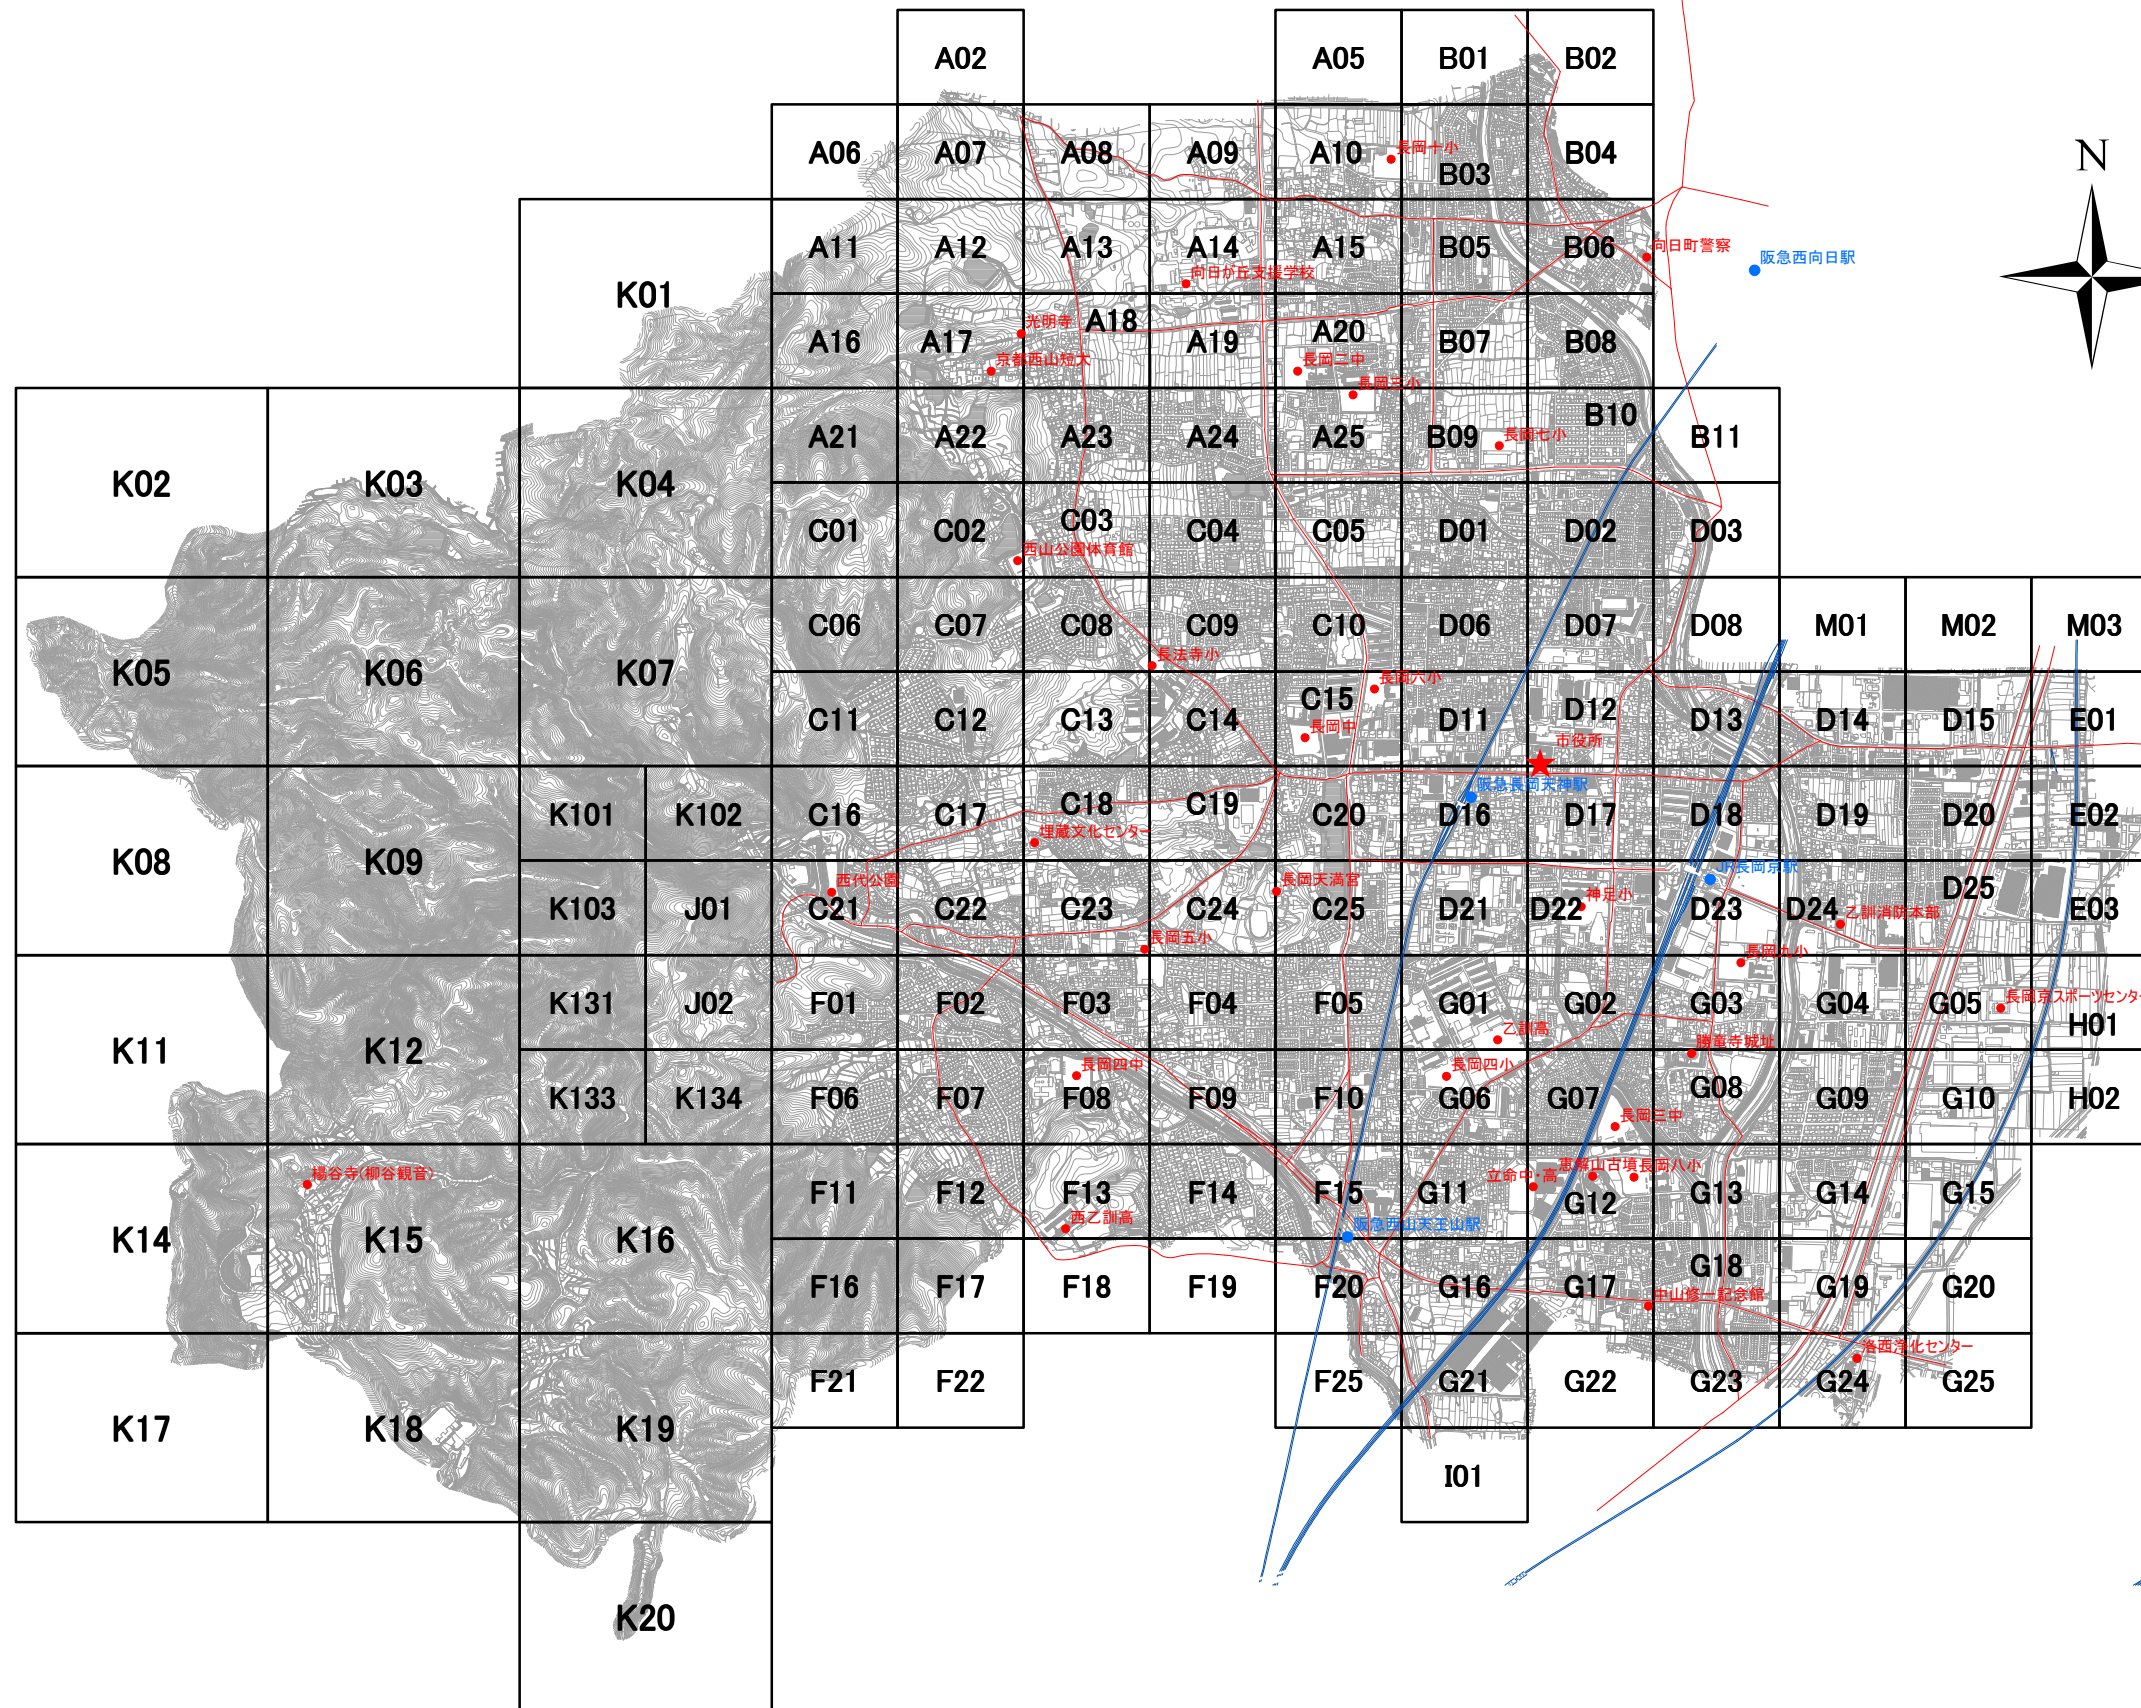 A02
A05
B01
B02
N
A06
A07
A08
A09
A10
長岡十小
B03
B04
K01
A11
A12
A13
A14
向日が丘支援学校
A15
B05
B06
向日町警察
阪急西向日駅
A16
A17
光明寺
京都西山短大
A18
A19
A20
長岡二中
長岡三小
B07
B08
K02
K03
K04
A21
A22
A23
A24
A25
B09
長岡七小
B10
B11
C01
C02
西山公園体育館
C03
C04
C05
D01
D02
D03
K05
K06
K07
C06
C07
C08
長法寺小
C09
C10
D06
D07
D08
M01
M02
M03
C11
C12
C13
C14
C15
長岡六小
長岡中
D11
D12
市役所
D13
D14
D15
E01
K08
K09
K101
K102
C16
C17
C18
埋蔵文化センター
C19
C20
阪急長岡天神駅
D16
D17
D18
JR長岡京駅
D19
D20
E02
K103
J01
西代公園
C21
C22
C23
長岡五小
C24
長岡天満宮
C25
D21
D22
神足小
D23
長岡九小
D24
乙訓消防本部
D25
E03
K11
K12
K131
J02
F01
F02
F03
F04
F05
G01
乙訓高
G02
G03
勝竜寺城址
G04
G05
長岡京スポーツセンター
H01
K133
K134
F06
F07
長岡四中
F08
F09
F10
長岡四小
G06
G07
長岡三中
G08
G09
G10
H02
K14
楊谷寺(柳谷観音)
K15
K16
F11
F12
F13
西乙訓高
F14
F15
阪急西山天王山駅
G11
立命中・高
恵解山古墳
長岡八小
G12
G13
G14
G15
F16
F17
F18
F19
F20
G16
G17
中山修一記念館
G18
G19
G20
K17
K18
K19
F21
F22
F25
G21
G22
G23
洛西浄化センター
G24
G25
I01
K20